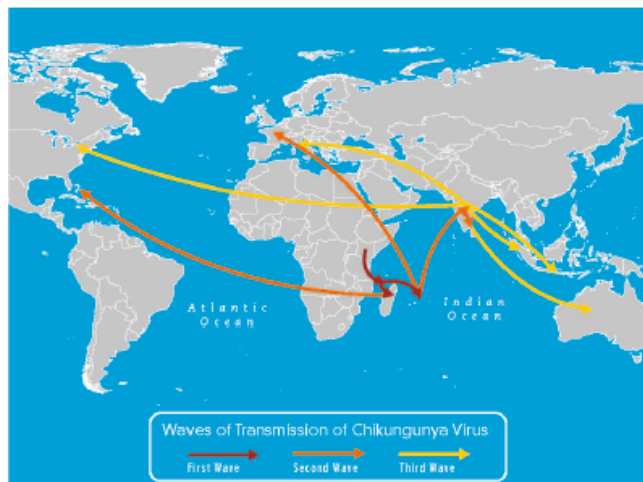 Atlantic
Ocean
Indian
Ocean
Waves of Transmission of Chikungunya Virus
First Wave
Second Wave
Third Wave